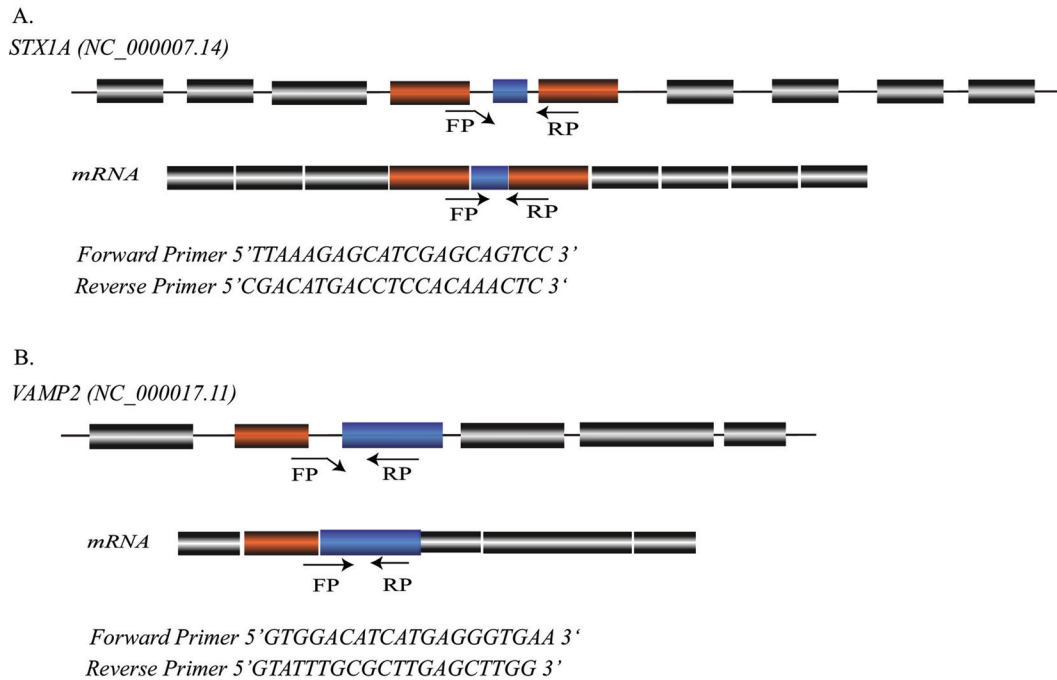 A.
STX1A (NC_000007.14)
FP RP
mRNA
FP RP
Forward Primer 5’TTAAAGAGCATCGAGCAGTCC 3’
Reverse Primer 5’CGACATGACCTCCACAAACTC 3‘
B.
VAMP2 (NC_000017.11)
FP RP
mRNA
FP RP
Forward Primer 5’GTGGACATCATGAGGGTGAA 3‘
Reverse Primer 5’GTATTTGCGCTTGAGCTTGG 3’